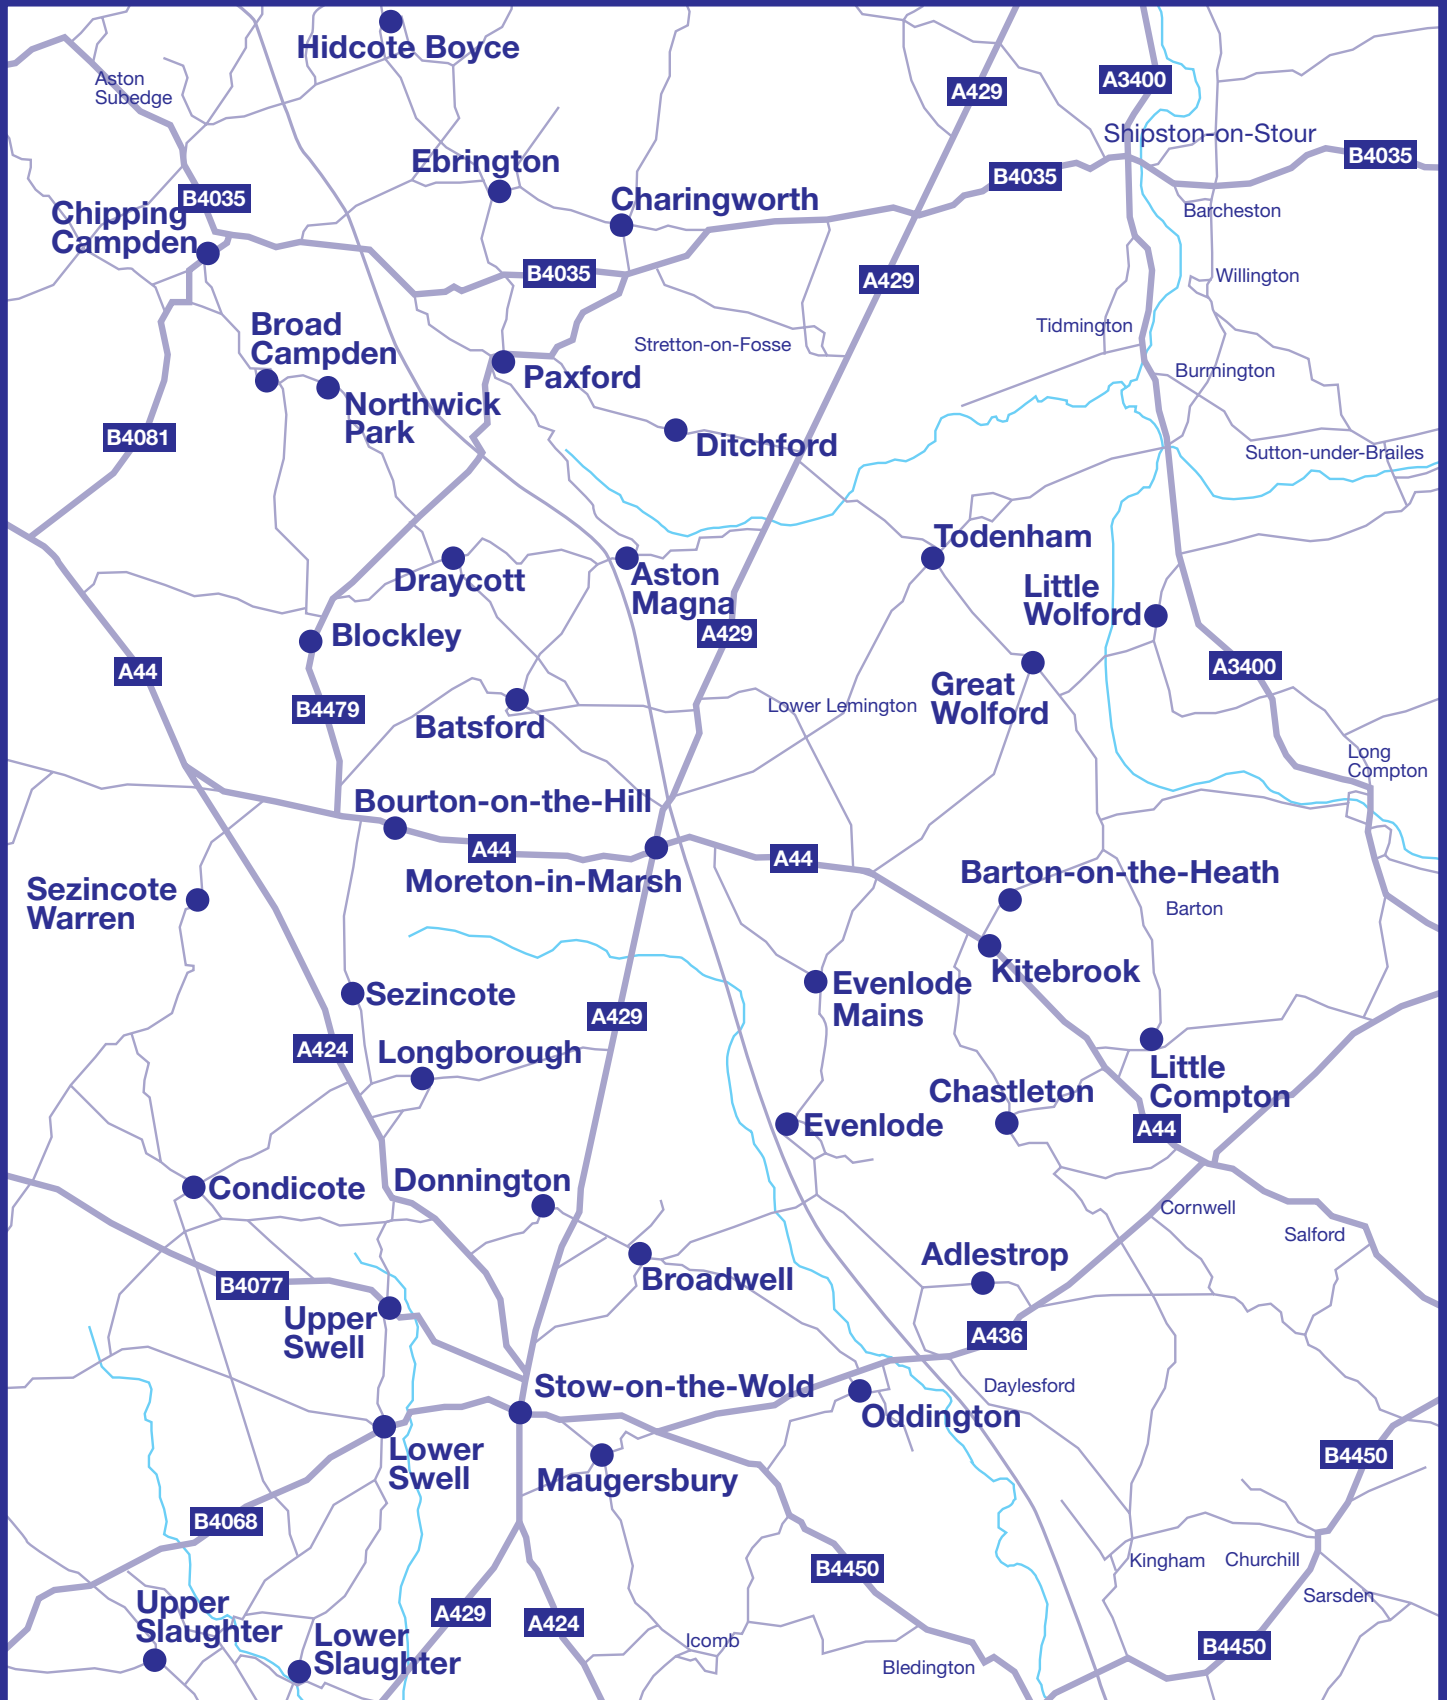 Hidcote Boyce
Aston
Subedge
A429
A3400
Shipston-on-Stour
B4035
Ebrington
B4035
B4035
Charingworth
Chipping
Campden
Barcheston
B4035
A429
Willington
Broad
Campden
Tidmington
Stretton-on-Fosse
Burmington
Paxford
Northwick
Park
B4081
Ditchford
Sutton-under-Brailes
Todenham
Draycott
Aston
Magna
Little
Wolford
Blockley
A429
A44
A3400
Great
Wolford
B4479
Lower Lemington
Batsford
Long
Compton
Bourton-on-the-Hill
A44
A44
Moreton-in-Marsh
Barton-on-the-Heath
Sezincote
Warren
Barton
Kitebrook
Evenlode
Mains
Sezincote
A429
A424
Longborough
Little
Compton
Chastleton
Evenlode
A44
Condicote
Donnington
Cornwell
Salford
Adlestrop
Broadwell
B4077
Upper
Swell
A436
Stow-on-the-Wold
Daylesford
Oddington
Lower
Swell
Maugersbury
B4450
B4068
Kingham
Churchill
B4450
Sarsden
Upper
Slaughter
A429
A424
Lower
Slaughter
Icomb
B4450
Bledington